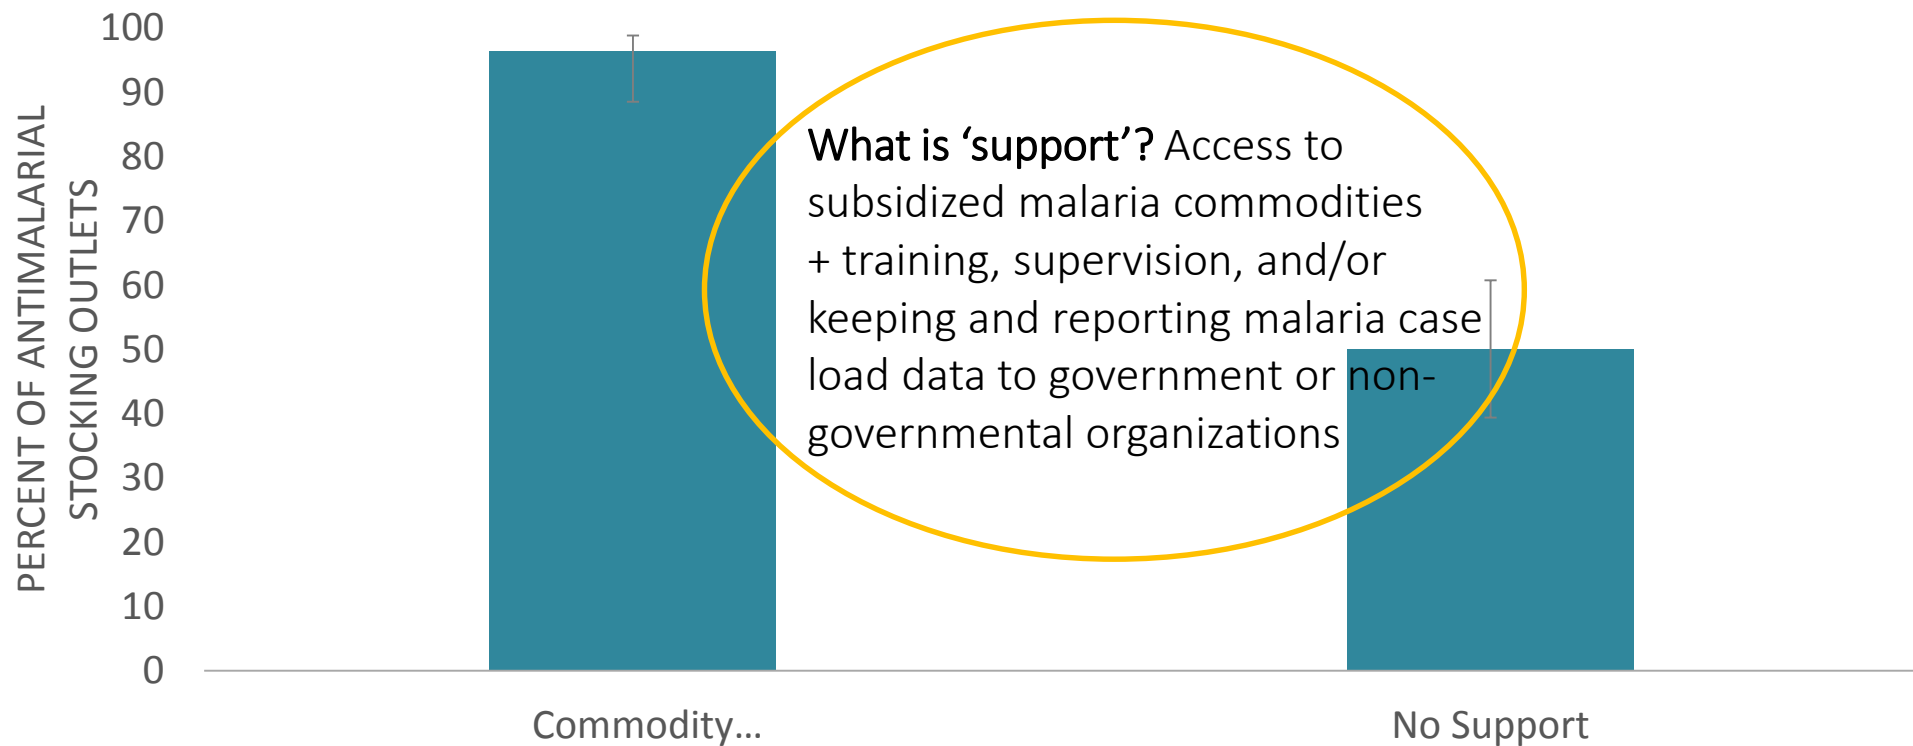 PERCENT OF ANTIMALARIAL
STOCKING OUTLETS
100
90
80
70
60
50
40
30
20
10
0
What is ‘support’? Access to
subsidized malaria commodities
+ training, supervision, and/or
keeping and reporting malaria case
load data to government or non-
governmental organizations
Commodity…
No Support